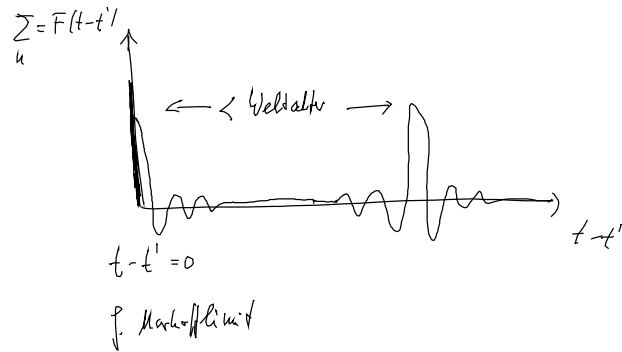 ∑ = F(t-t')
n
← < Weltalter →
t-t'
t-t' = 0
f. Markofflimit